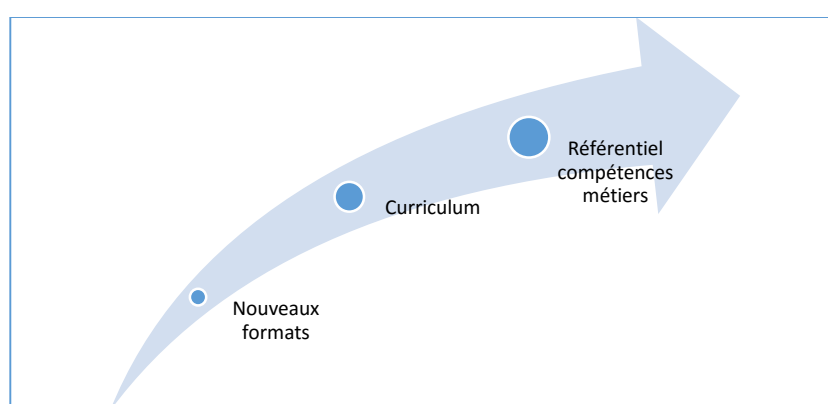 Référentiel
compétences
métiers
Curriculum
Nouveaux
formats